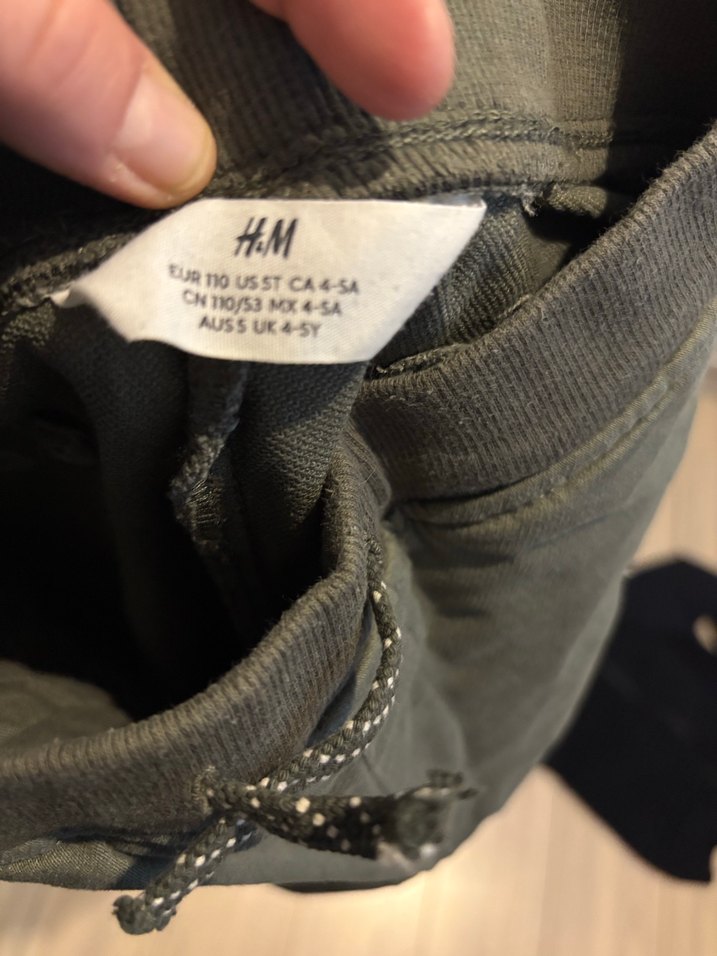 H&M
EUR 110 US 5T CA 4-5A
CN 110/53 MX 4-5A
AUS 5 UK 4-5Y